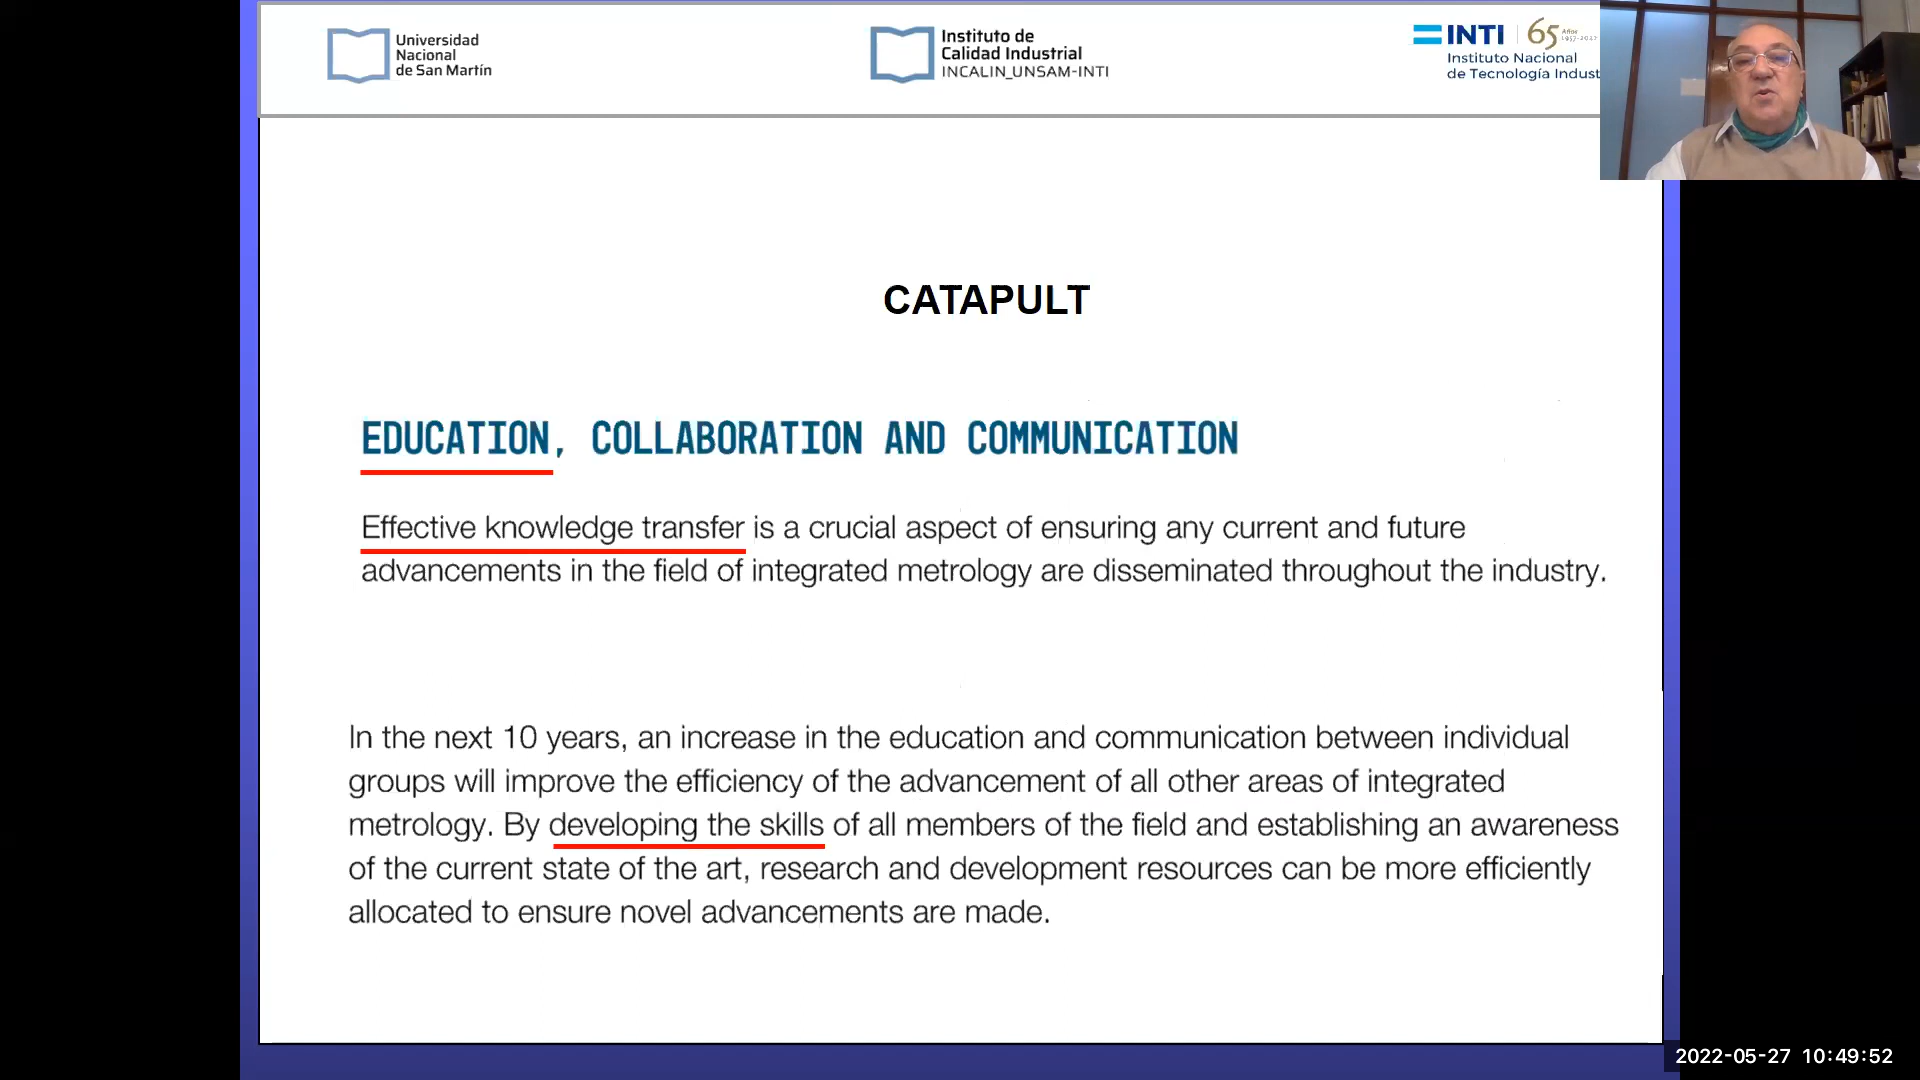 Universidad
Nacional
de San Martín
Instituto de
Calidad Industrial
INCALIN_UNSAM-INTI
INTI 65 Años
Instituto Nacional
de Tecnología Indust
CATAPULT
EDUCATION, COLLABORATION AND COMMUNICATION
Effective knowledge transfer is a crucial aspect of ensuring any current and future
advancements in the field of integrated metrology are disseminated throughout the industry.
In the next 10 years, an increase in the education and communication between individual
groups will improve the efficiency of the advancement of all other areas of integrated
metrology. By developing the skills of all members of the field and establishing an awareness
of the current state of the art, research and development resources can be more efficiently
allocated to ensure novel advancements are made.
2022-05-27 10:49:52